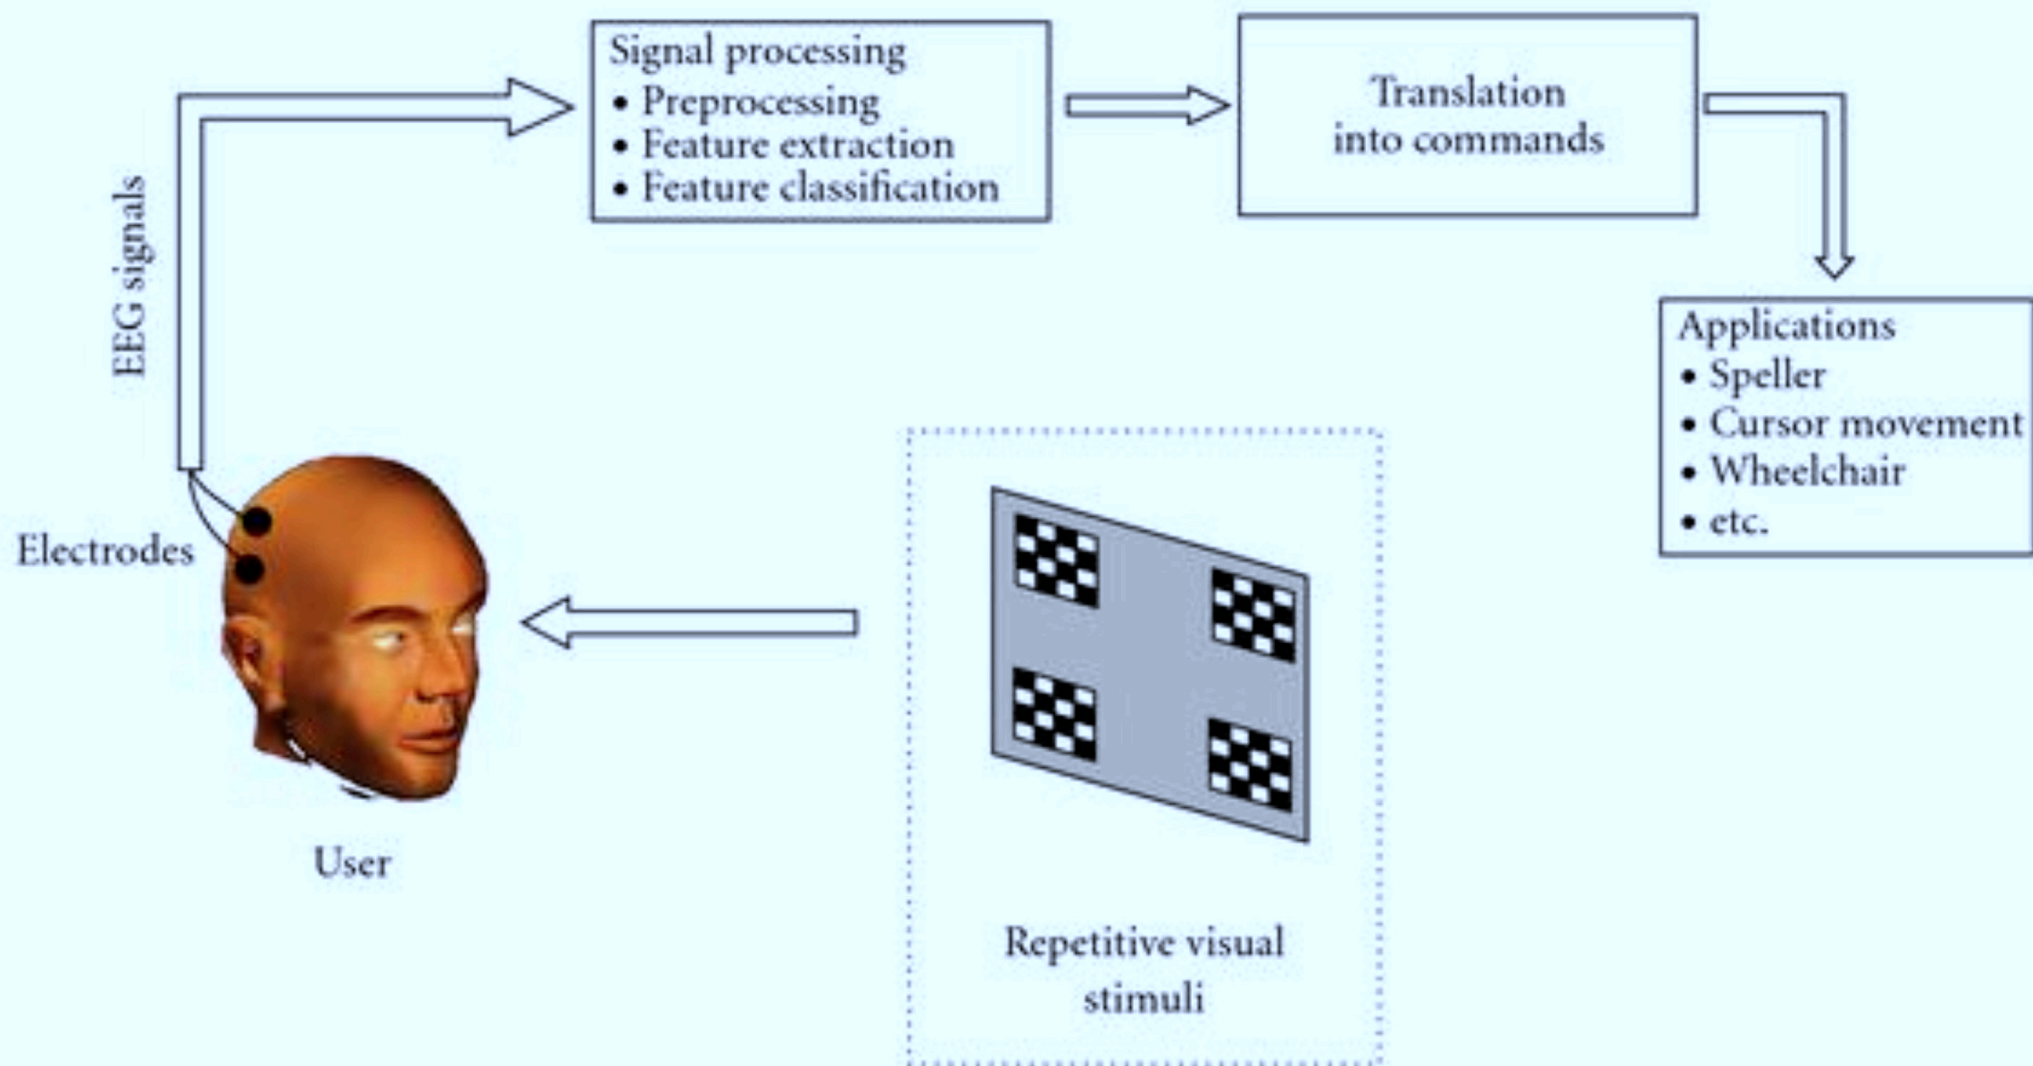 Signal processing
• Preprocessing
• Feature extraction
• Feature classification
Translation
into commands
EEG signals
Applications
• Speller
• Cursor movement
• Wheelchair
• etc.
Electrodes
User
Repetitive visual
stimuli